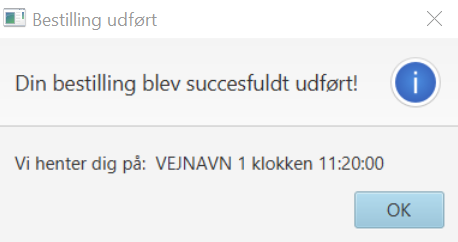 Bestilling udført
Din bestilling blev succesfuldt udført!
Vi henter dig på:  VEJNAVN 1 klokken 11:20:00
OK